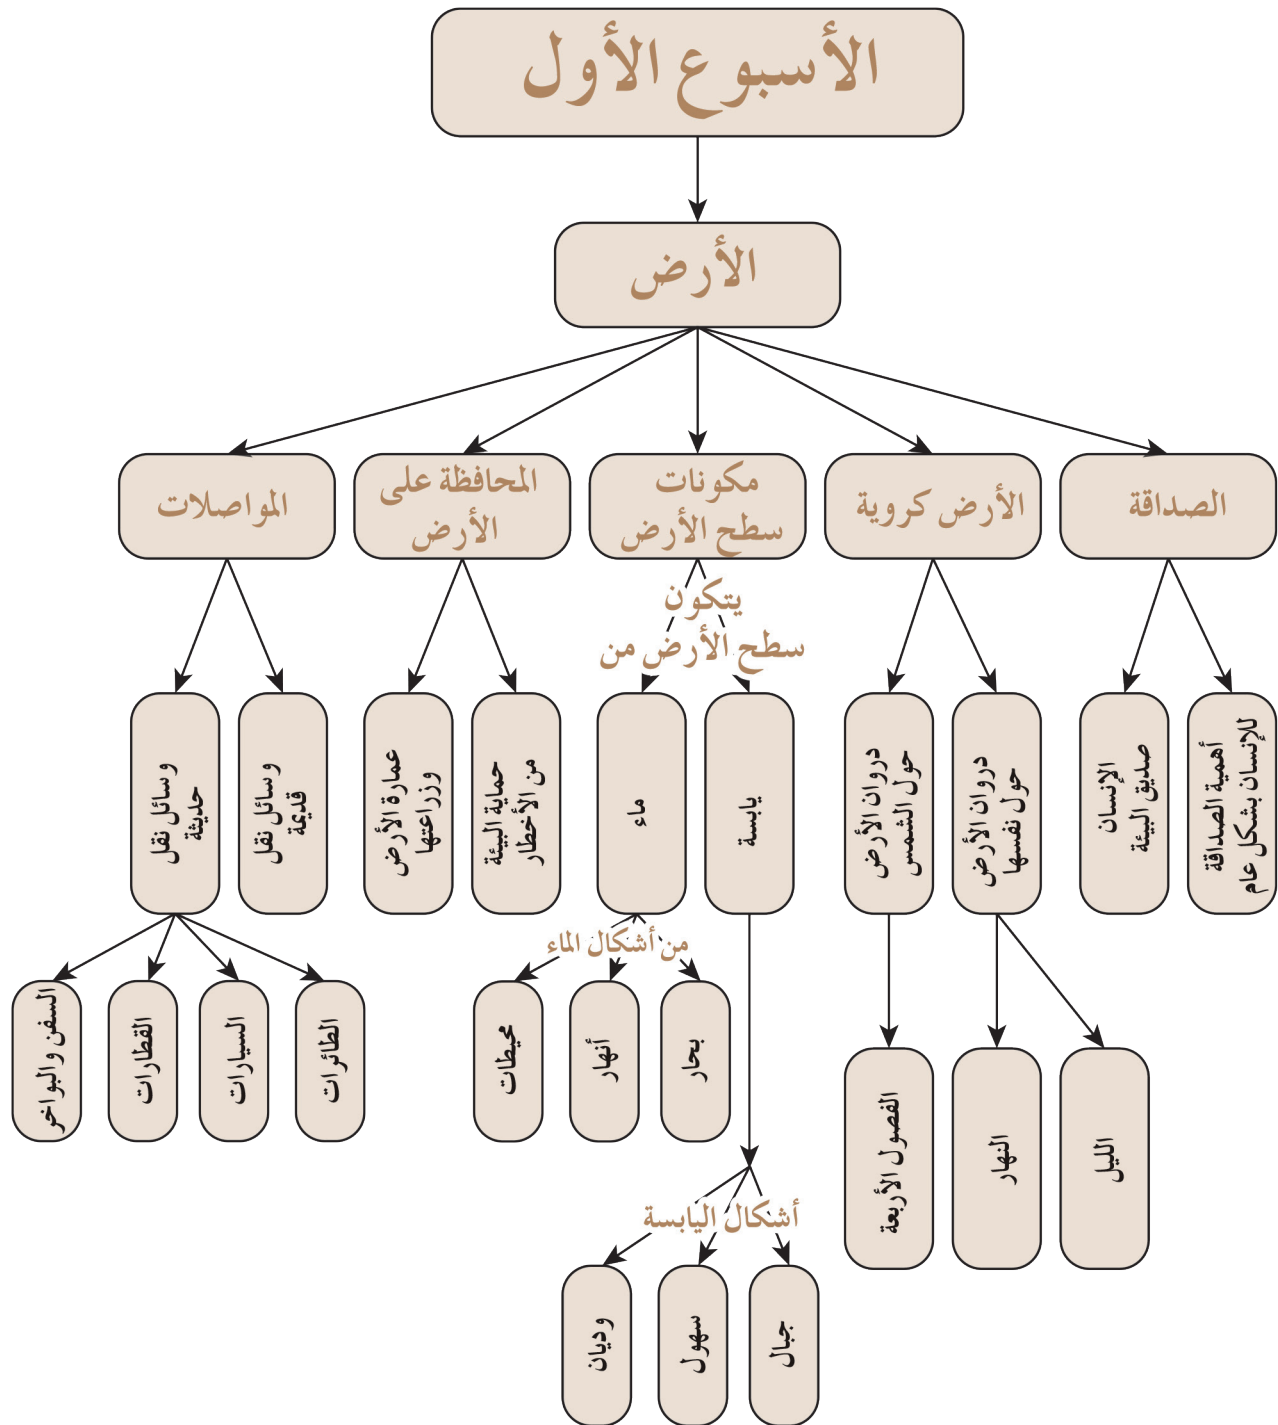 الأسبوع الأول
الأرض
الصداقة
الأرض كروية
مكونات
سطح الأرض
المحافظة على
الأرض
المواصلات
يتكون
سطح الأرض من
أهمية الصداقة
للإنسان بشكل عام
الإنسان
صديق البيئة
دروان الأرض
حول نفسها
دروان الأرض
حول الشمس
يابسة
ماء
حماية البيئة
من الأخطار
عمارة الأرض
وزراعتها
وسائل نقل
قديمة
وسائل نقل
حديثة
من أشكال الماء
بحار
أنهار
محيطات
الطائرات
السيارات
القطارات
السفن والبواخر
الليل
النهار
الفصول الأربعة
أشكال اليابسة
جبال
سهول
وديان